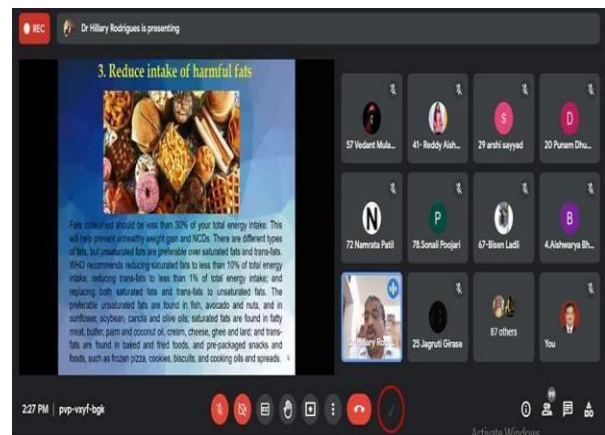 REC
Dr Hillary Rodrigues is presenting
3. Reduce intake of harmful fats
Fats consumed should be less than 30% of your total energy intake. This
will help prevent unhealthy weight gain and NCDs. There are different types
of fats, but unsaturated fats are preferable over saturated fats and trans-fats.
WHO recommends reducing saturated fats to less than 10% of total energy
intake; reducing trans-fats to less than 1% of total energy intake; and
replacing both saturated fats and trans-fats to unsaturated fats. The
preferable unsaturated fats are found in fish, avocado and nuts, and in
sunflower, soybean, canola and olive oils; saturated fats are found in fatty
meat, butter, palm and coconut oil, cream, cheese, ghee and lard; and trans-
fats are found in baked and fried foods, and pre-packaged snacks and
foods, such as frozen pizza, cookies, biscuits, and cooking oils and spreads.
57 Vedant Mula...
41- Reddy Aish...
S
29 arshi sayyad
D
20 Punam Dhu...
N
72 Namrata Patil
P
78.Sonali Poojari
67-Bisen Ladli
B
4.Aishwarya Bh...
Hillary Rod
25 Jagruti Girase
87 others
You
2:27 PM | pvp-vxyf-bgk
99
Activate Windows